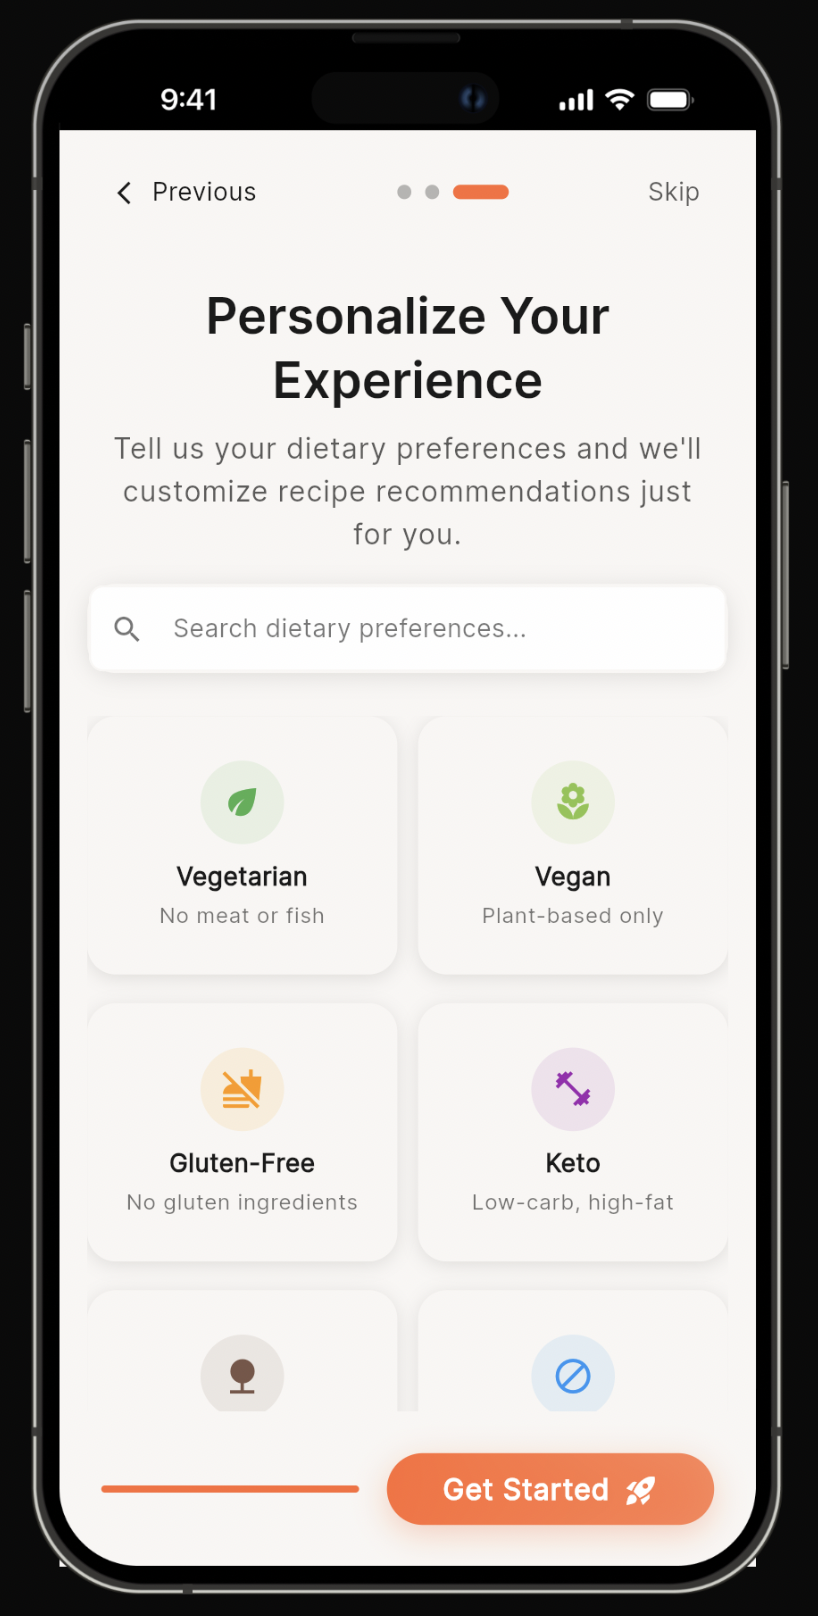 9:41
Previous
Skip
Personalize Your
Experience
Tell us your dietary preferences and we'll
customize recipe recommendations just
for you.
Search dietary preferences...
Vegetarian
No meat or fish
Vegan
Plant-based only
Gluten-Free
No gluten ingredients
Keto
Low-carb, high-fat
Get Started